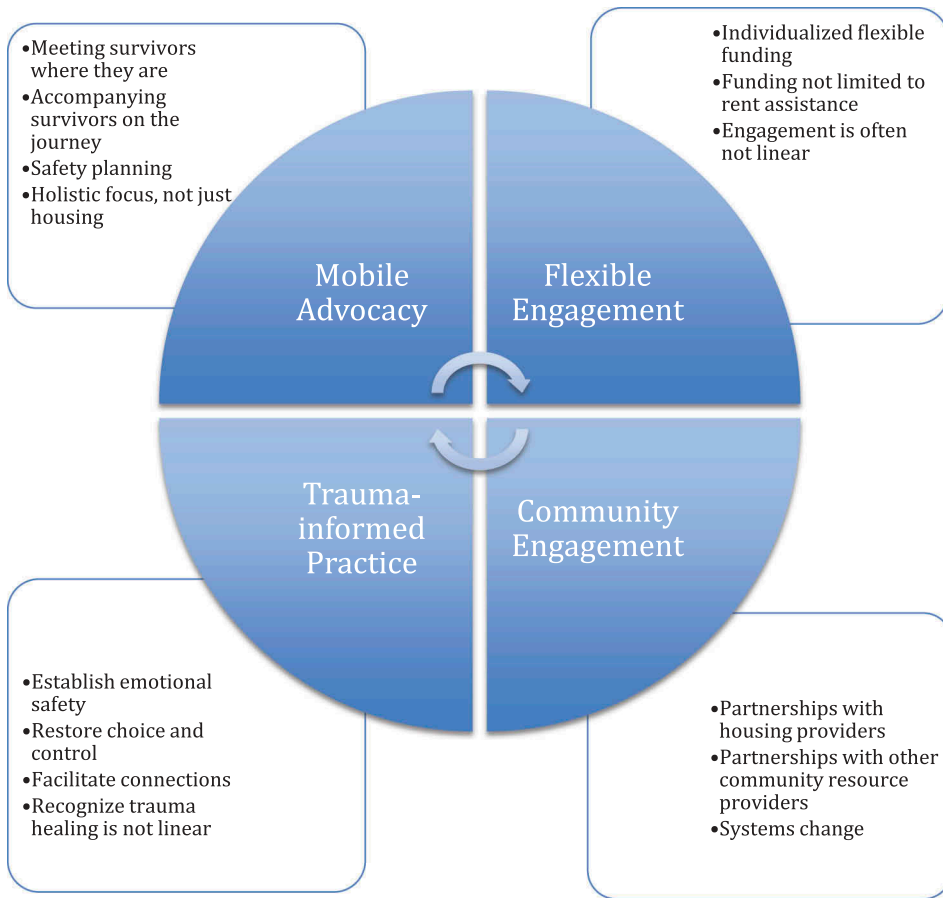 •Meeting survivors
where they are
•Accompanying
survivors on the
journey
•Safety planning
•Holistic focus, not just
housing
•Individualized flexible
funding
•Funding not limited to
rent assistance
•Engagement is often
not linear
Mobile
Advocacy
Flexible
Engagement
Trauma-
informed
Practice
Community
Engagement
•Establish emotional
safety
•Restore choice and
control
•Facilitate connections
•Recognize trauma
healing is not linear
•Partnerships with
housing providers
•Partnerships with other
community resource
providers
•Systems change